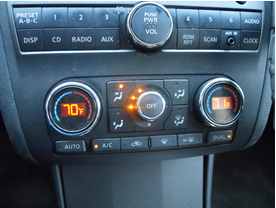 PRESET
A·B·C
1 2 3
PUSH
PWR
VOL
4 5 6
AUDIO
DISP CD RADIO AUX
RDM
RPT
SCAN
AUX IN
CLOCK
70°F
OFF
AUTO
A/C
DUAL